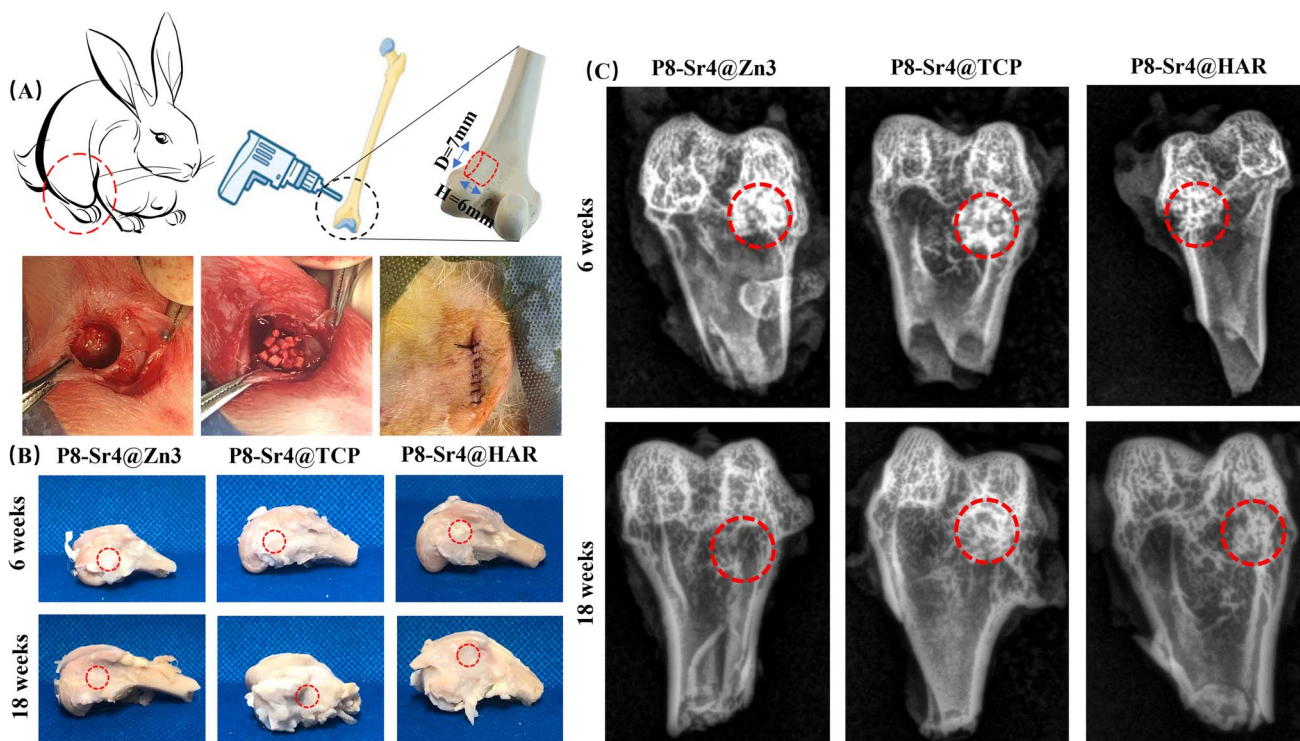 (A)
D=7mm
H=6mm
(B)
P8-Sr4@Zn3 P8-Sr4@TCP P8-Sr4@HAR
6 weeks
18 weeks
(C)
P8-Sr4@Zn3 P8-Sr4@TCP P8-Sr4@HAR
6 weeks
18 weeks